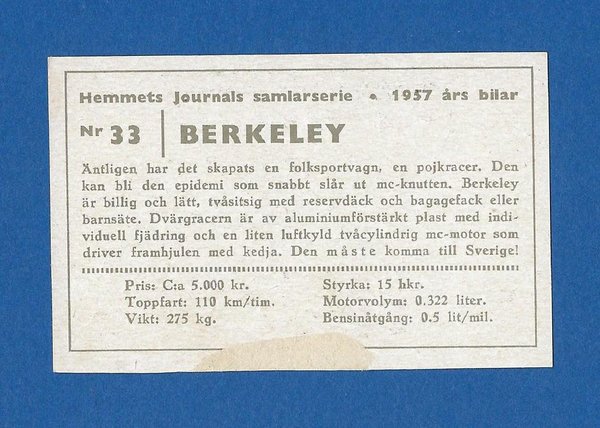 Hemmets Journals samlarserie • 1957 års bilar
Nr 33 | BERKELEY
Äntligen har det skapats en folksportvagn, en pojkracer. Den
kan bli den epidemi som snabbt slår ut mc-knutten. Berkeley
är billig och lätt, tvåsitsig med reservdäck och bagagefack eller
barnsäte. Dvärgracern är av aluminiumförstärkt plast med indi-
viduell fjädring och en liten luftkyld tvåcylindrig mc-motor som
driver framhjulen med kedja. Den måste komma till Sverige!
Pris: C:a 5.000 kr. Styrka: 15 hkr.
Toppfart: 110 km/tim. Motorvolym: 0.322 liter.
Vikt: 275 kg. Bensinåtgång: 0.5 lit/mil.